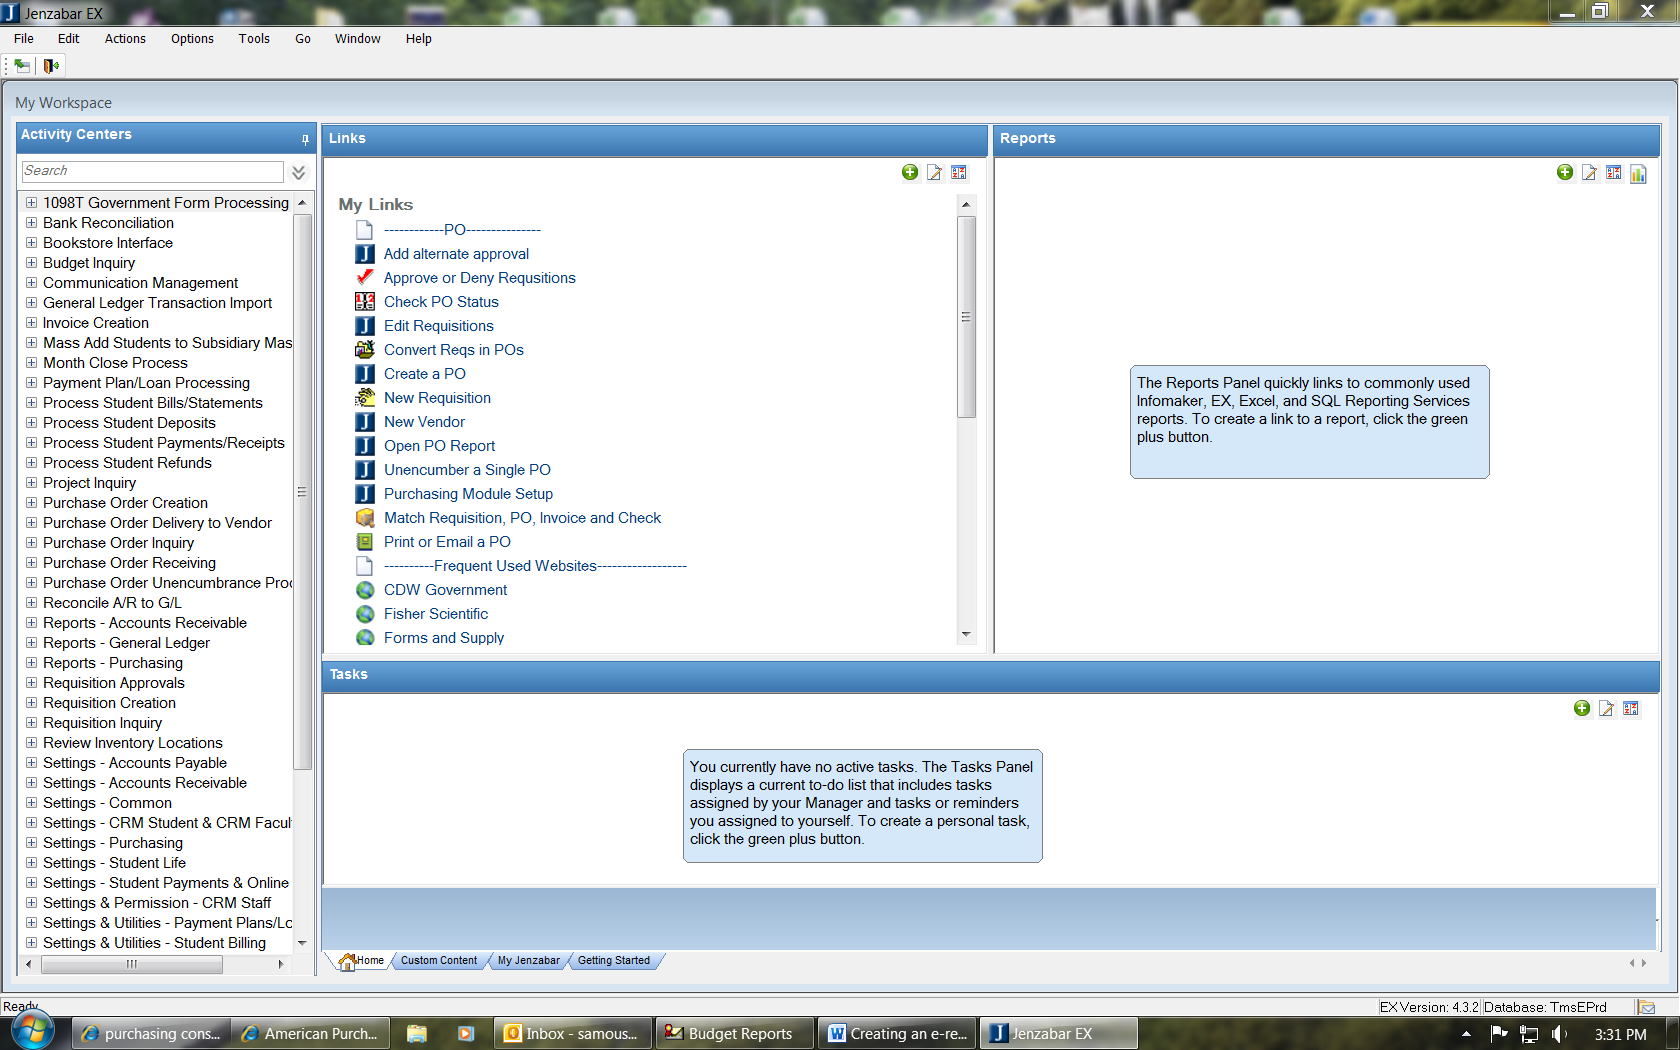 Jenzabar EX
File Edit Actions Options Tools Go Window Help
My Workspace
Activity Centers
Search
1098T Government Form Processing
Bank Reconciliation
Bookstore Interface
Budget Inquiry
Communication Management
General Ledger Transaction Import
Invoice Creation
Mass Add Students to Subsidiary Mas
Month Close Process
Payment Plan/Loan Processing
Process Student Bills/Statements
Process Student Deposits
Process Student Payments/Receipts
Process Student Refunds
Project Inquiry
Purchase Order Creation
Purchase Order Delivery to Vendor
Purchase Order Inquiry
Purchase Order Receiving
Purchase Order Unencumbrance Proc
Reconcile A/R to G/L
Reports - Accounts Receivable
Reports - General Ledger
Reports - Purchasing
Requisition Approvals
Requisition Creation
Requisition Inquiry
Review Inventory Locations
Settings - Accounts Payable
Settings - Accounts Receivable
Settings - Common
Settings - CRM Student & CRM Facul
Settings - Purchasing
Settings - Student Life
Settings - Student Payments & Online
Settings & Permission - CRM Staff
Settings & Utilities - Payment Plans/Lo
Settings & Utilities - Student Billing
Links
My Links
------------PO---------------
Add alternate approval
Approve or Deny Requsitions
Check PO Status
Edit Requisitions
Convert Reqs in POs
Create a PO
New Requisition
New Vendor
Open PO Report
Unencumber a Single PO
Purchasing Module Setup
Match Requisition, PO, Invoice and Check
Print or Email a PO
----------Frequent Used Websites------------------
CDW Government
Fisher Scientific
Forms and Supply
Reports
The Reports Panel quickly links to commonly used
Infomaker, EX, Excel, and SQL Reporting Services
reports. To create a link to a report, click the green
plus button.
Tasks
You currently have no active tasks. The Tasks Panel
displays a current to-do list that includes tasks
assigned by your Manager and tasks or reminders
you assigned to yourself. To create a personal task,
click the green plus button.
Home Custom Content My Jenzabar Getting Started
Ready
EX Version: 4.3.2 Database: TmsEPrd
purchasing cons... American Purch... Inbox - samous... Budget Reports Creating an e-re... Jenzabar EX 3:31 PM